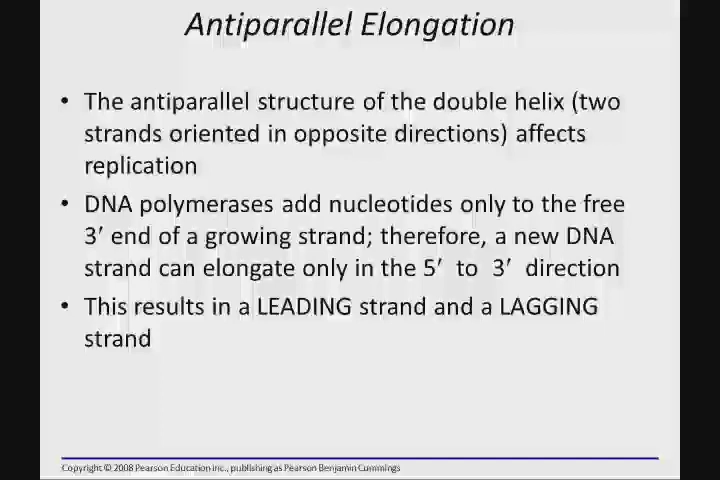 Antiparallel Elongation
• The antiparallel structure of the double helix (two
strands oriented in opposite directions) affects
replication
• DNA polymerases add nucleotides only to the free
3′ end of a growing strand; therefore, a new DNA
strand can elongate only in the 5′ to 3′ direction
• This results in a LEADING strand and a LAGGING
strand
Copyright © 2008 Pearson Education Inc., publishing as Pearson Benjamin Cummings